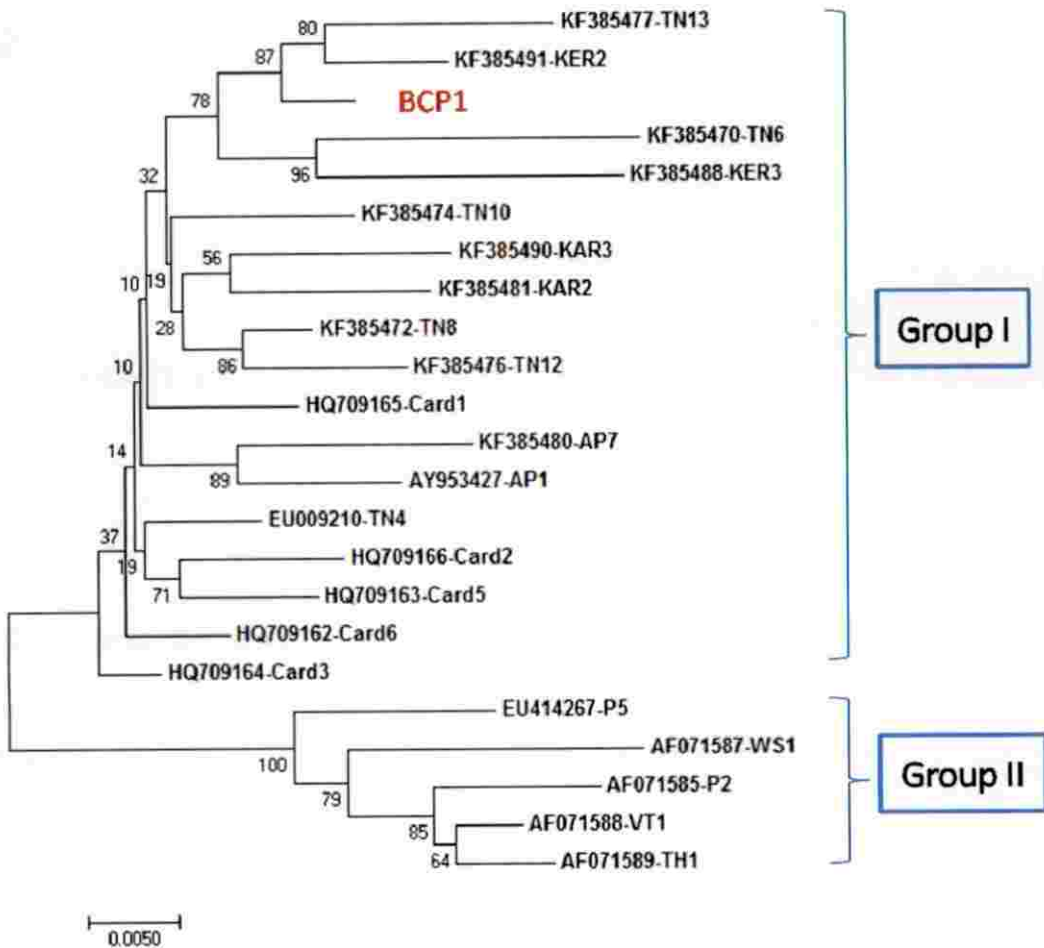 80
KF385477-TN13
87
KF385491-KER2
78
BCP1
KF385470-TN6
96
KF385488-KER3
32
KF385474-TN10
56
KF385490-KAR3
10
19
KF385481-KAR2
28
KF385472-TN8
Group I
10
86
KF385476-TN12
HQ709165-Card1
14
KF385480-AP7
89
AY953427-AP1
EU009210-TN4
37
19
HQ709166-Card2
71
HQ709163-Card5
HQ709162-Card6
HQ709164-Card3
EU414267-P5
100
AF071587-WS1
79
AF071585-P2
Group II
85
AF071588-VT1
64
AF071589-TH1
0.0050